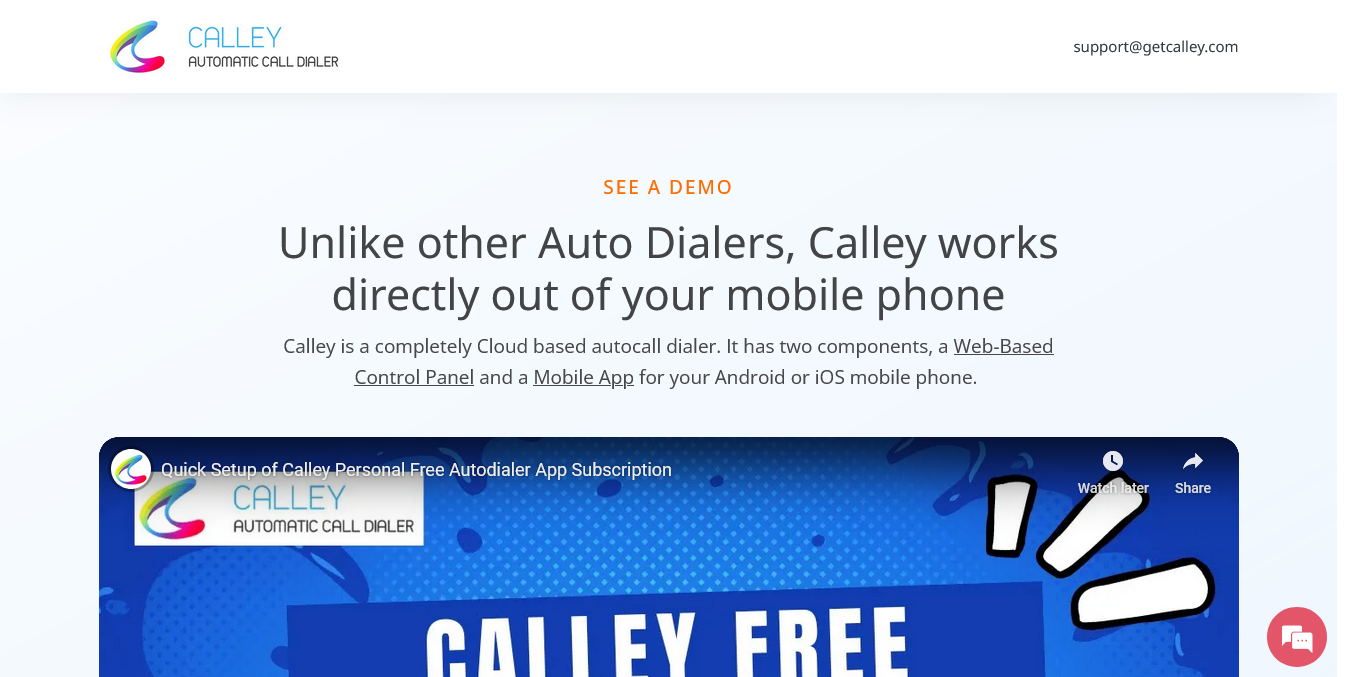 CALLEY
AUTOMATIC CALL DIALER
support@getcalley.com
SEE A DEMO
Unlike other Auto Dialers, Calley works
directly out of your mobile phone
Calley is a completely Cloud based autocall dialer. It has two components, a Web-Based
Control Panel and a Mobile App for your Android or iOS mobile phone.
Quick Setup of Calley Personal Free Autodialer App Subscription
Watch later
Share
CALLEY
AUTOMATIC CALL DIALER
CALLEY FREE